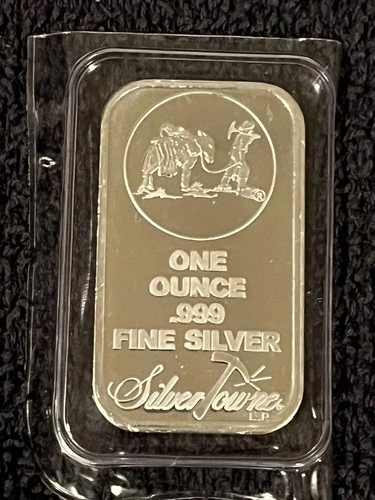 ®
ONE
OUNCE
.999
FINE SILVER
SilverTowne®
L.P.